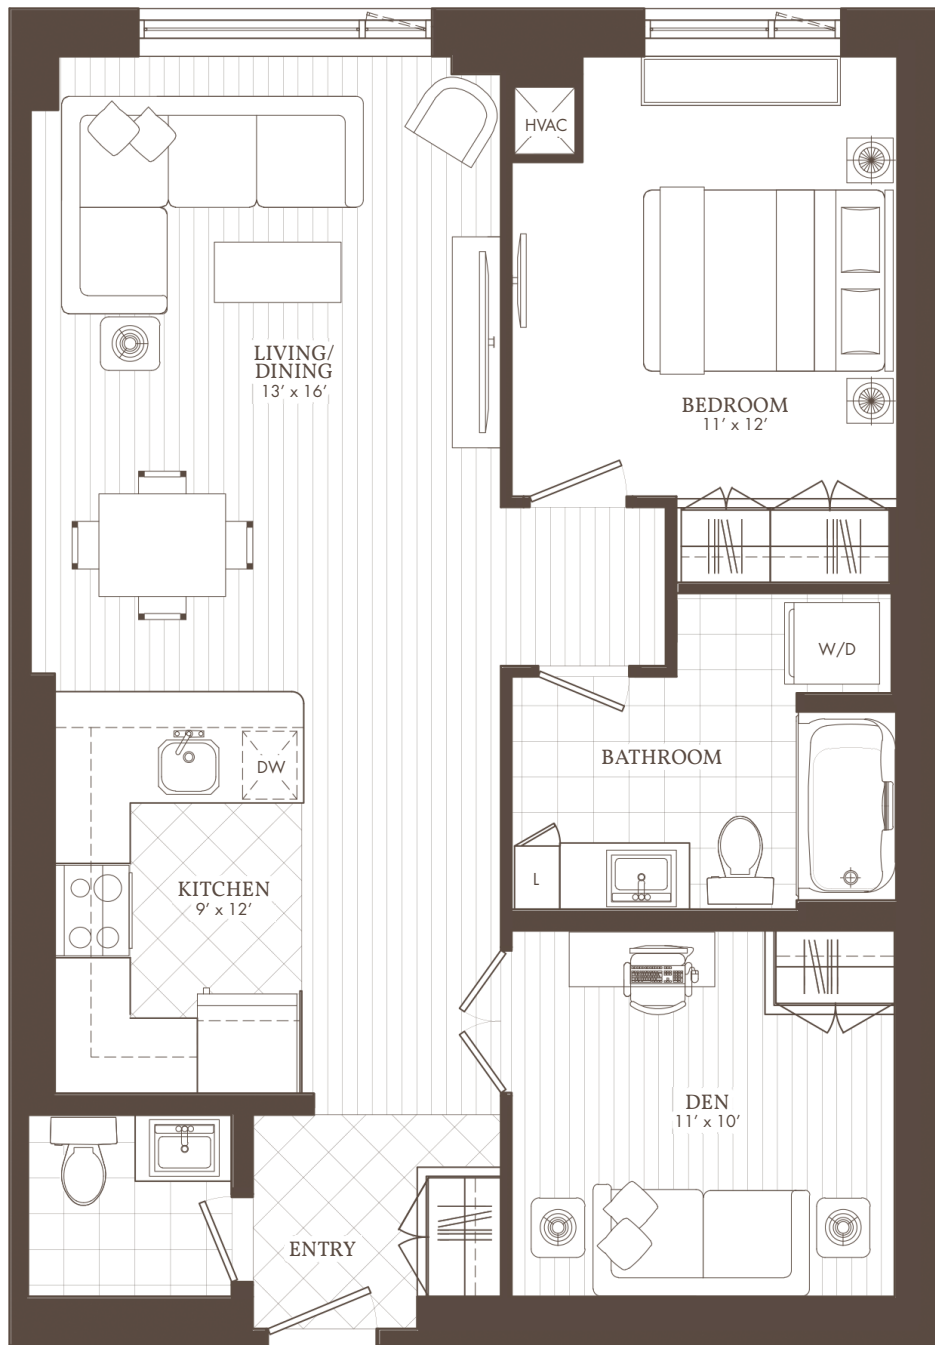 HVAC
LIVING/
DINING
13′ x 16′
BEDROOM
11′ x 12′
W/D
BATHROOM
DW
KITCHEN
9′ x 12′
L
DEN
11′ x 10′
ENTRY